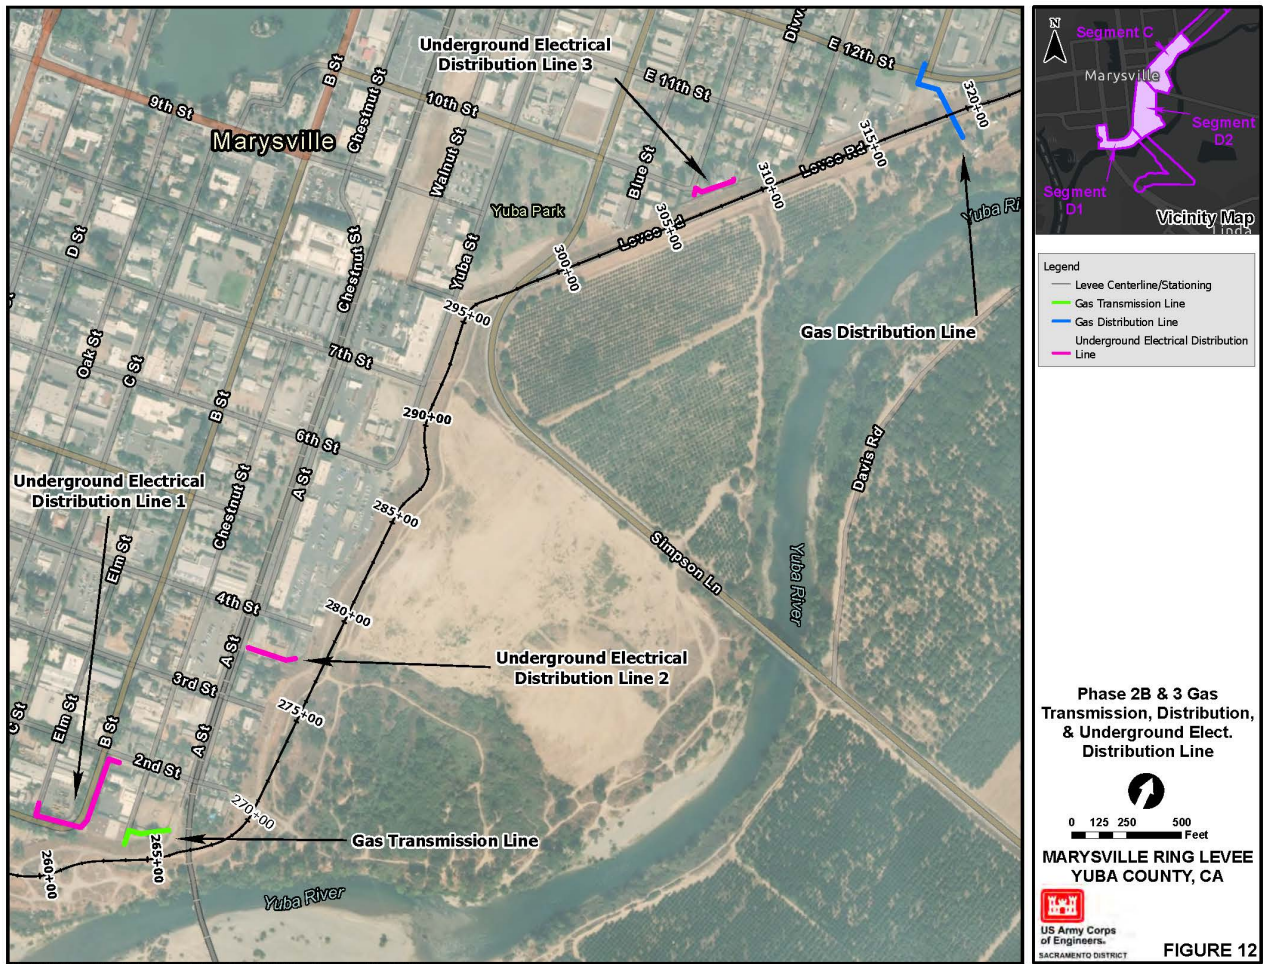 Underground Electrical
Distribution Line 3
Divv
E 12th St
E 11th St
10th St
9th St
B St
Chestnut St
Marysville
Walnut St
Blue St
320+00
315+00
Levee Rd
310+00
305+00
Levee Rd
300+00
Yuba Park
Yuba Ri
D St
Chestnut St
Yuba St
295+00
Gas Distribution Line
Oak St
C St
7th St
B St
290+00
6th St
Davis Rd
Underground Electrical
Distribution Line 1
Chestnut St
A St
285+00
Elm St
Simpson Ln
Yuba River
4th St
280+00
A St
Underground Electrical
Distribution Line 2
3rd St
Elm St
C St
B St
275+00
A St
2nd St
270+00
Gas Transmission Line
265+00
260+00
Yuba River
N
Segment C
Marysville
Segment
D2
Segment
D1
Vicinity Map
Linda
Legend
Levee Centerline/Stationing
Gas Transmission Line
Gas Distribution Line
Underground Electrical Distribution
Line
Phase 2B & 3 Gas
Transmission, Distribution,
& Underground Elect.
Distribution Line
0 125 250 500
Feet
MARYSVILLE RING LEVEE
YUBA COUNTY, CA
US Army Corps
of Engineers®
SACRAMENTO DISTRICT
FIGURE 12